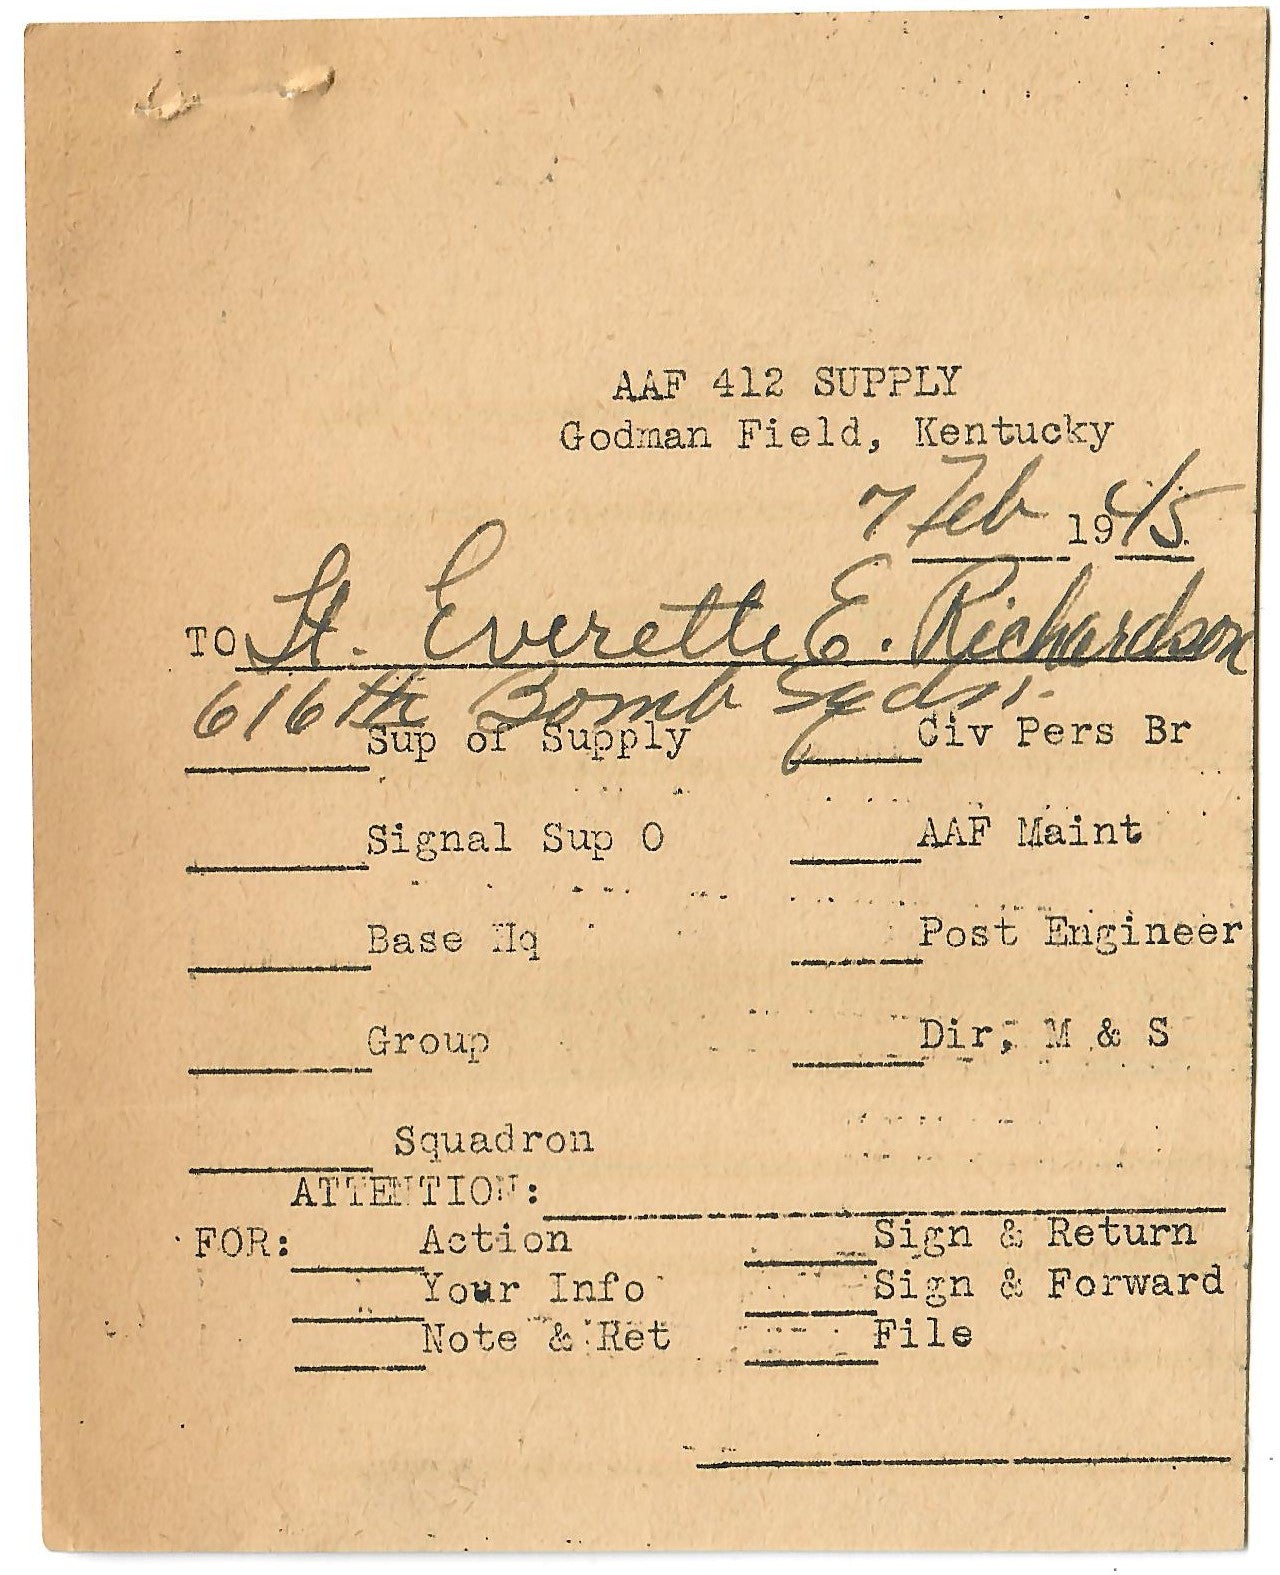 AAF 412 SUPPLY
Godman Field, Kentucky
7 Feb 1945
TO Lt. Everette E. Richardson
616th Bomb Sqdn.
Sup of Supply Civ Pers Br
Signal Sup O AAF Maint
Base Hq Post Engineer
Group Dir, M & S
Squadron
ATTENTION:
FOR: Action Sign & Return
Your Info Sign & Forward
Note & Ret File